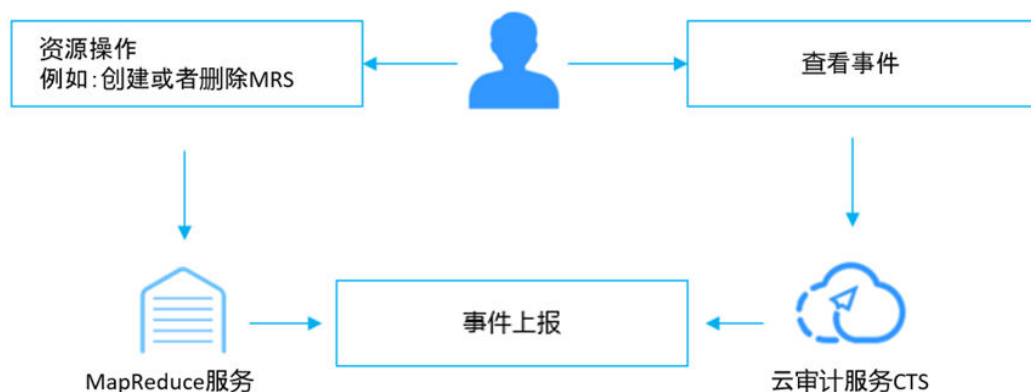 资源操作
例如：创建或者删除MRS
查看事件
事件上报
MapReduce服务
云审计服务CTS